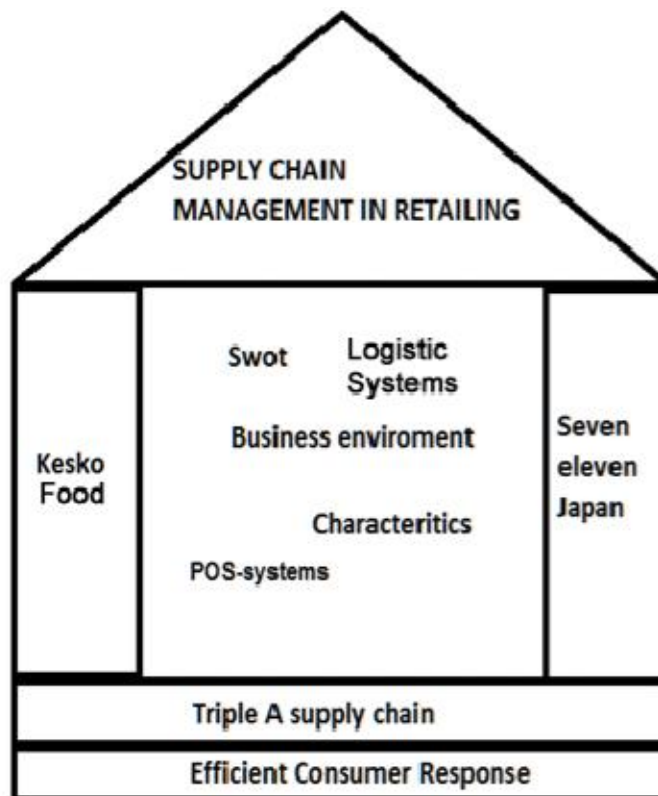 SUPPLY CHAIN
MANAGEMENT IN RETAILING
Kesko
Food
Swot
Logistic
Systems
Business enviroment
Characteritics
POS-systems
Seven
eleven
Japan
Triple A supply chain
Efficient Consumer Response